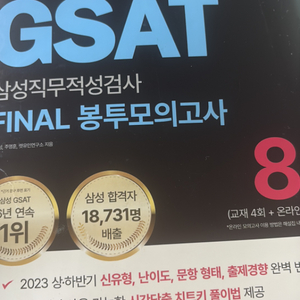 GSAT
삼성직무적성검사
FINAL 봉투모의고사
8
(교재 4회 + 온라인
삼성 GSAT
6년 연속
1위
삼성 합격자
18,731명
배출
✓ 2023 상·하반기 신유형, 난이도, 문항 형태, 출제경향 완벽 반
시간단축 치트키 풀이법 제공